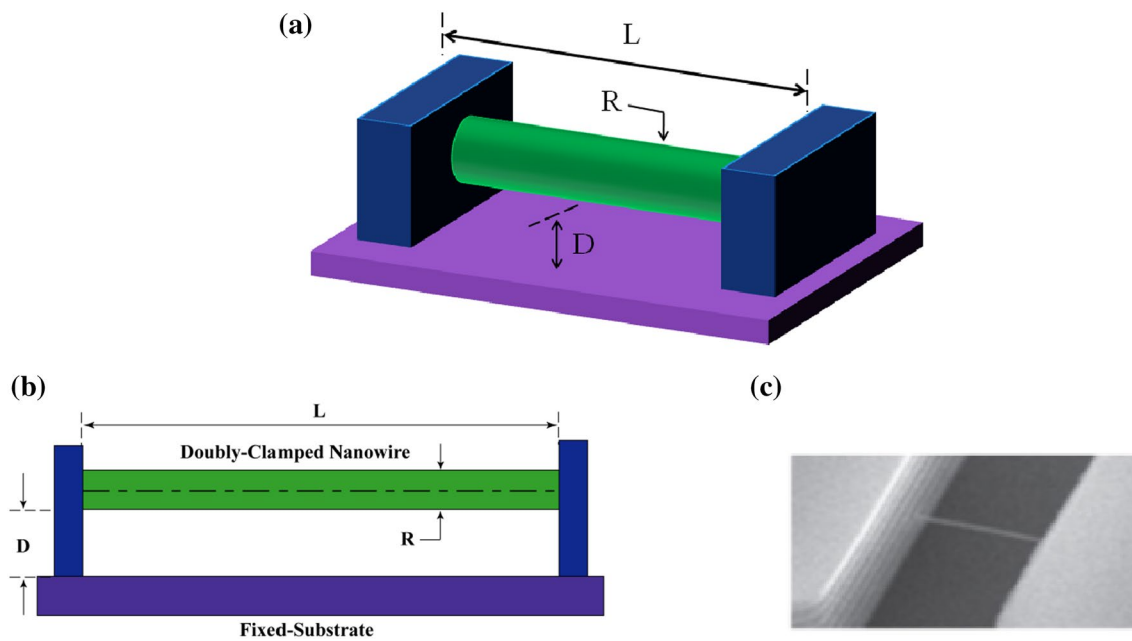 (a)
L
R
D
(b)
L
Doubly-Clamped Nanowire
D
R
Fixed-Substrate
(c)